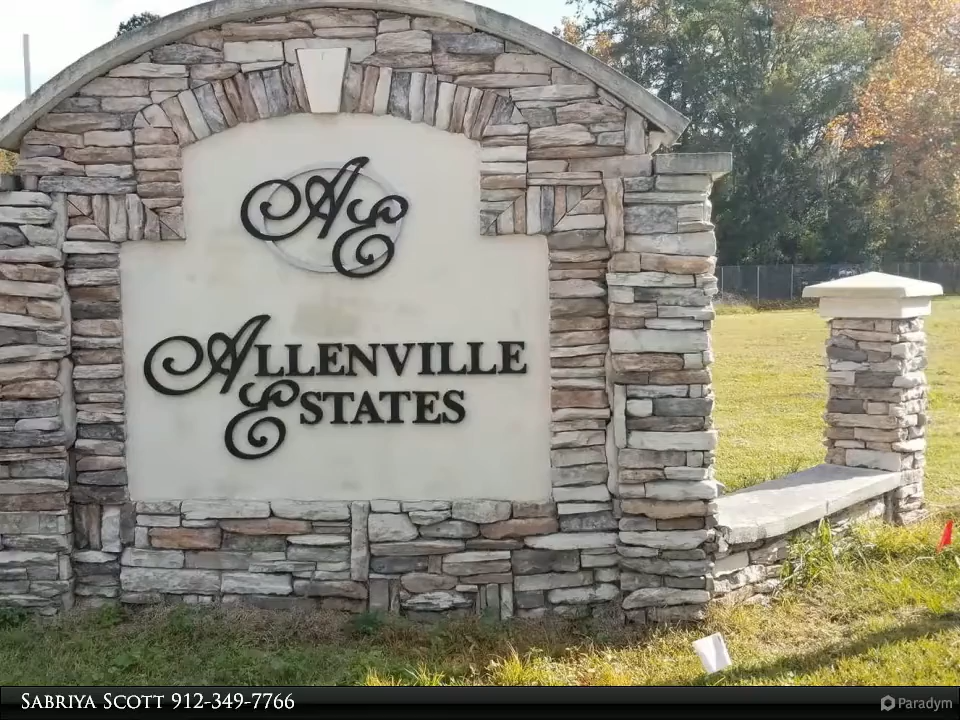 AE
ALLENVILLE
ESTATES
SABRIYA SCOTT 912-349-7766
Paradym